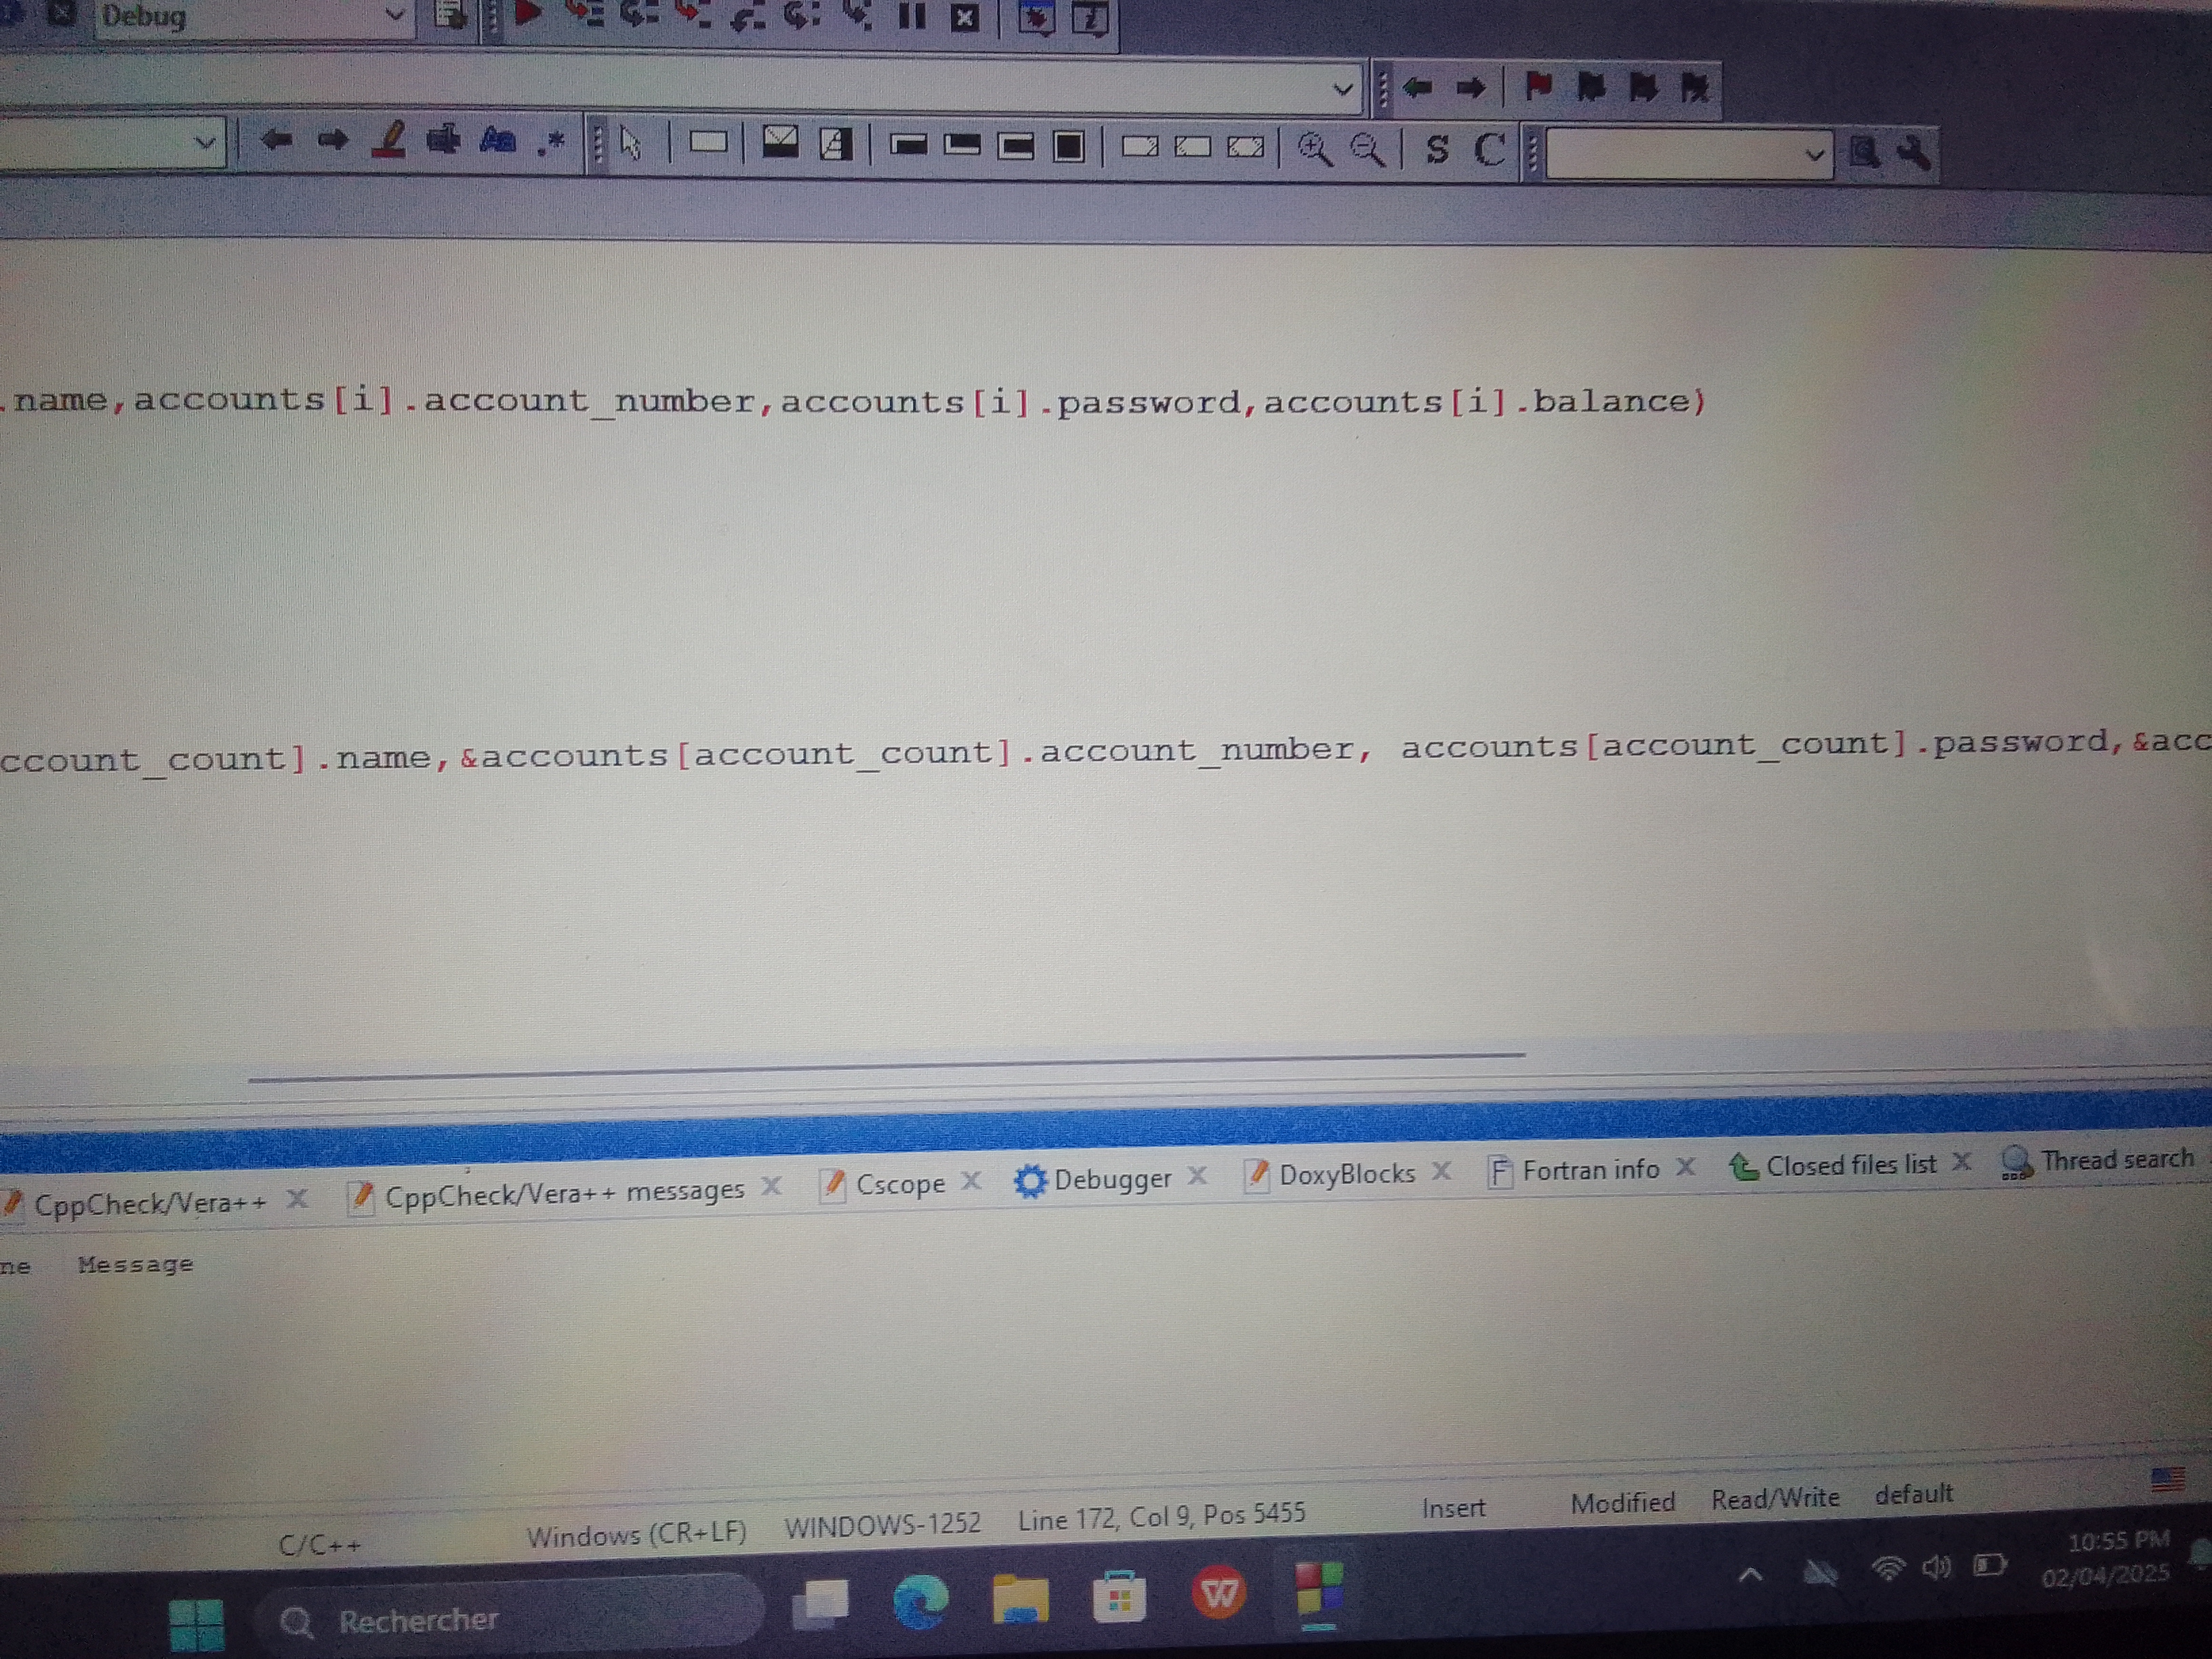 Debug
S C
.name,accounts[i].account_number,accounts[i].password,accounts[i].balance)
ccount_count].name,&accounts[account_count].account_number, accounts[account_count].password,&acc
CppCheck/Vera++ CppCheck/Vera++ messages Cscope Debugger DoxyBlocks Fortran info Closed files list Thread search
ne Message
C/C++ Windows (CR+LF) WINDOWS-1252 Line 172, Col 9, Pos 5455 Insert Modified Read/Write default
Rechercher
10:55 PM
02/04/2025